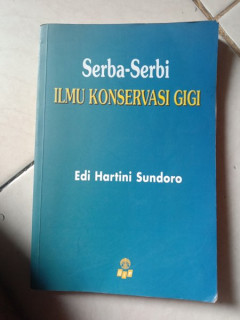 Serba-Serbi
ILMU KONSERVASI GIGI
Edi Hartini Sundoro